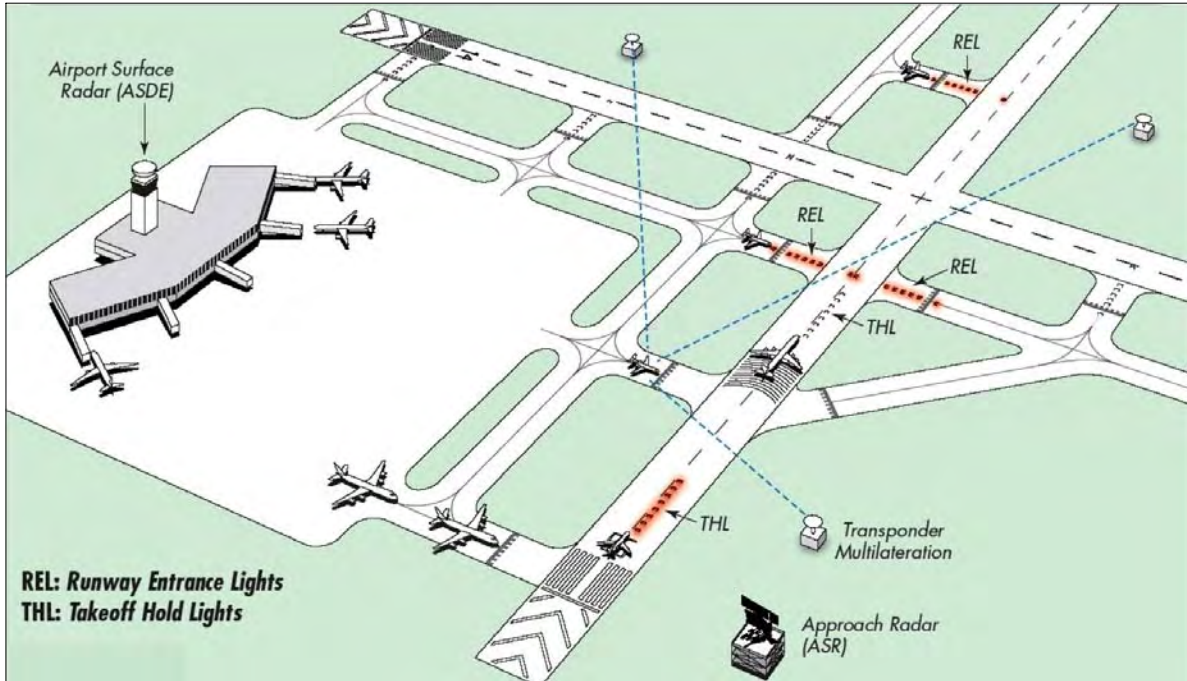 Airport Surface
Radar (ASDE)
REL
REL
REL
THL
THL
Transponder
Multilateration
REL: Runway Entrance Lights
THL: Takeoff Hold Lights
Approach Radar
(ASR)